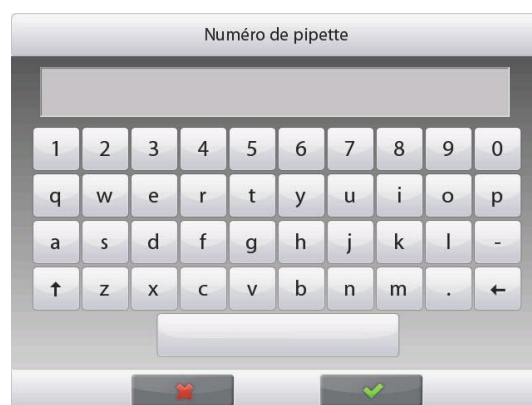 Numéro de pipette
1 2 3 4 5 6 7 8 9 0
q w e r t y u i o p
a s d f g h j k l -
↑ z x c v b n m . ←